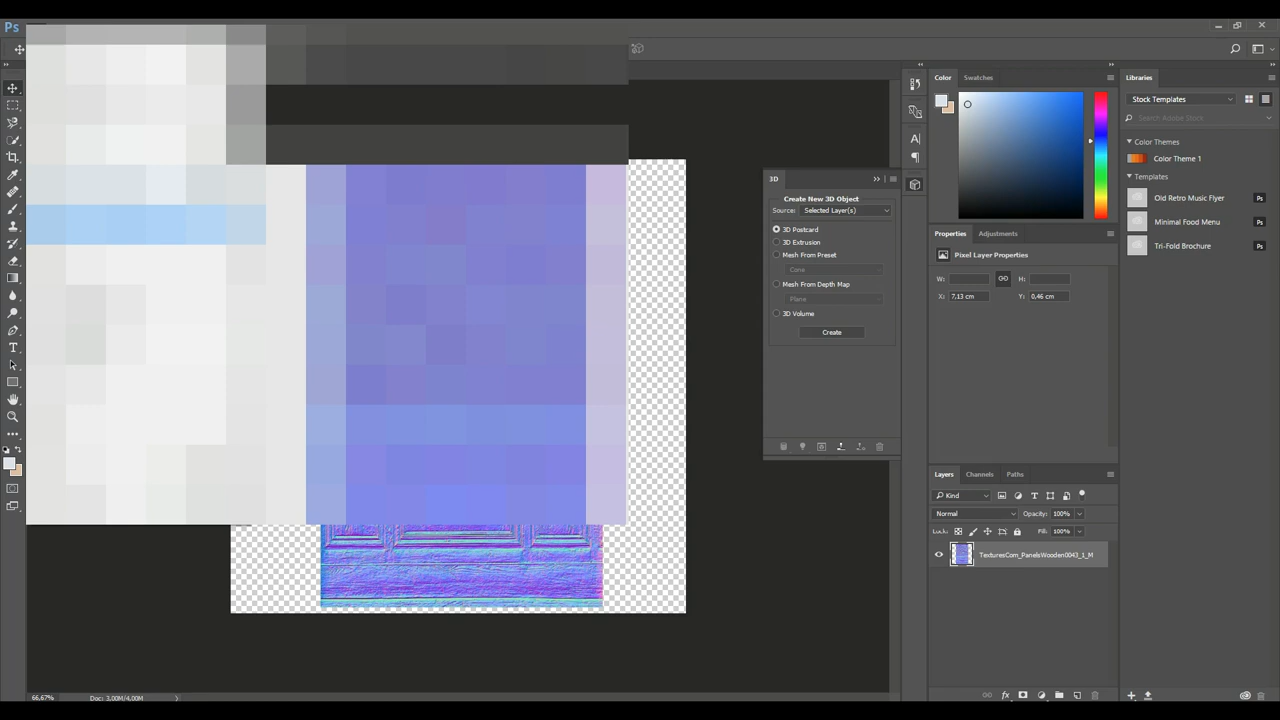 Ps
Color Swatches
Libraries
Stock Templates
Search Adobe Stock
Color Themes
Color Theme 1
Templates
Old Retro Music Flyer Ps
Minimal Food Menu Ps
Tri-Fold Brochure Ps
3D
Create New 3D Object
Source: Selected Layer(s)
3D Postcard
3D Extrusion
Mesh From Preset
Cone
Mesh From Depth Map
Plane
3D Volume
Create
Properties Adjustments
Pixel Layer Properties
W: H:
X: 7,13 cm Y: 0,46 cm
Layers Channels Paths
Kind
Normal Opacity: 100%
Lock: Fill: 100%
TexturesCom_PanelsWooden0043_1_M
66,67% Doc: 3,00M/4,00M